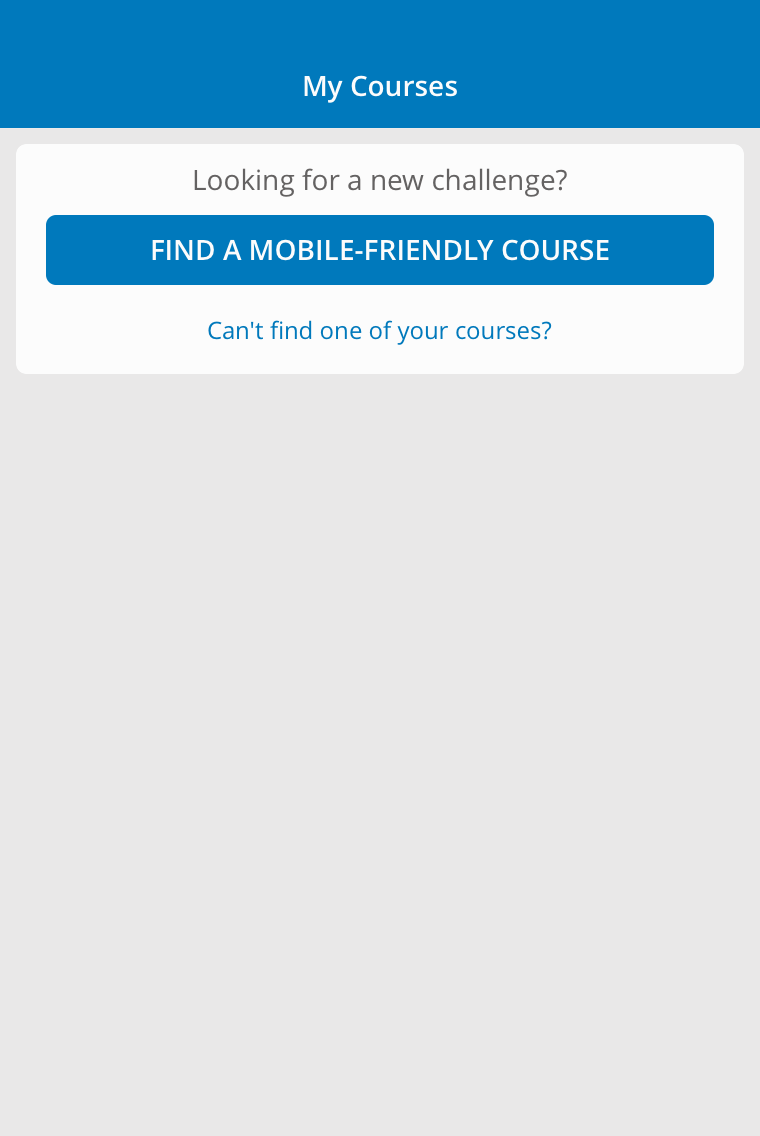 My Courses
Looking for a new challenge?
FIND A MOBILE-FRIENDLY COURSE
Can't find one of your courses?